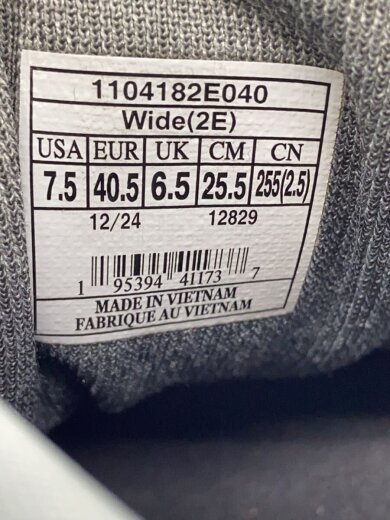 1104182E040
Wide(2E)
USA EUR UK CM CN
7.5 40.5 6.5 25.5 255(2.5)
12/24 12829
1 95394 41173 7
MADE IN VIETNAM
FABRIQUE AU VIETNAM